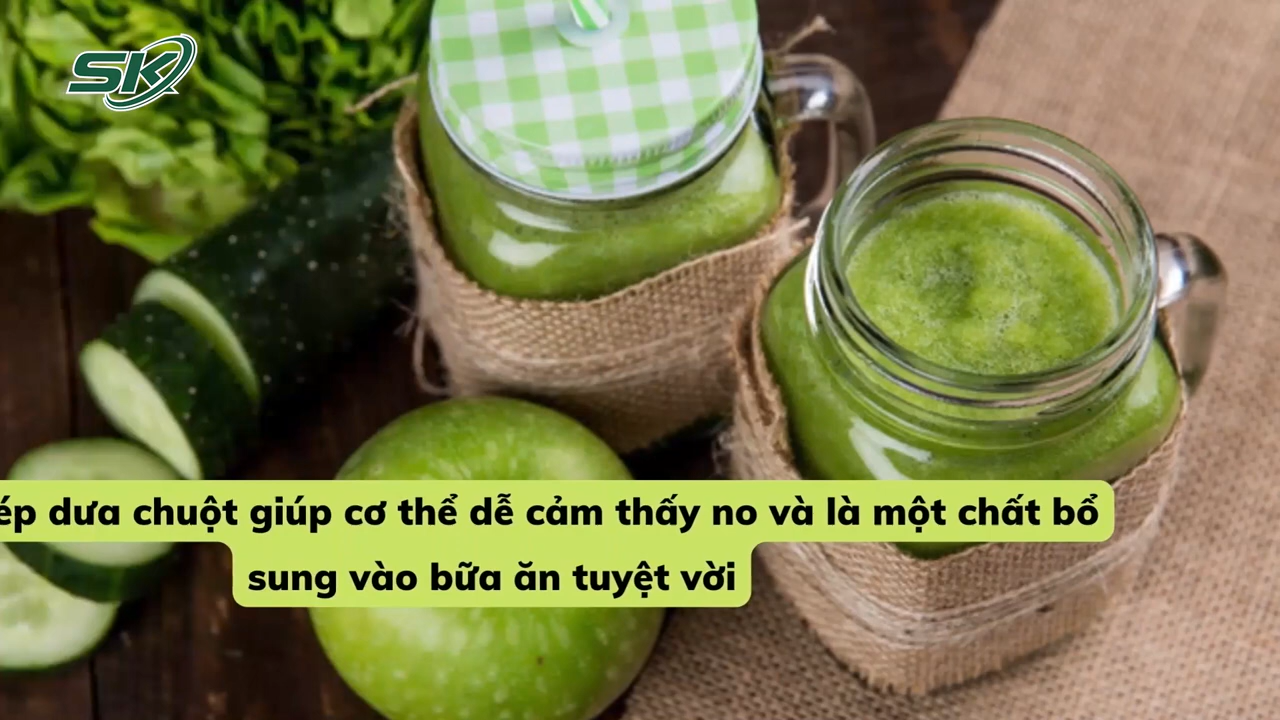 SK
ép dưa chuột giúp cơ thể dễ cảm thấy no và là một chất bổ
sung vào bữa ăn tuyệt vời